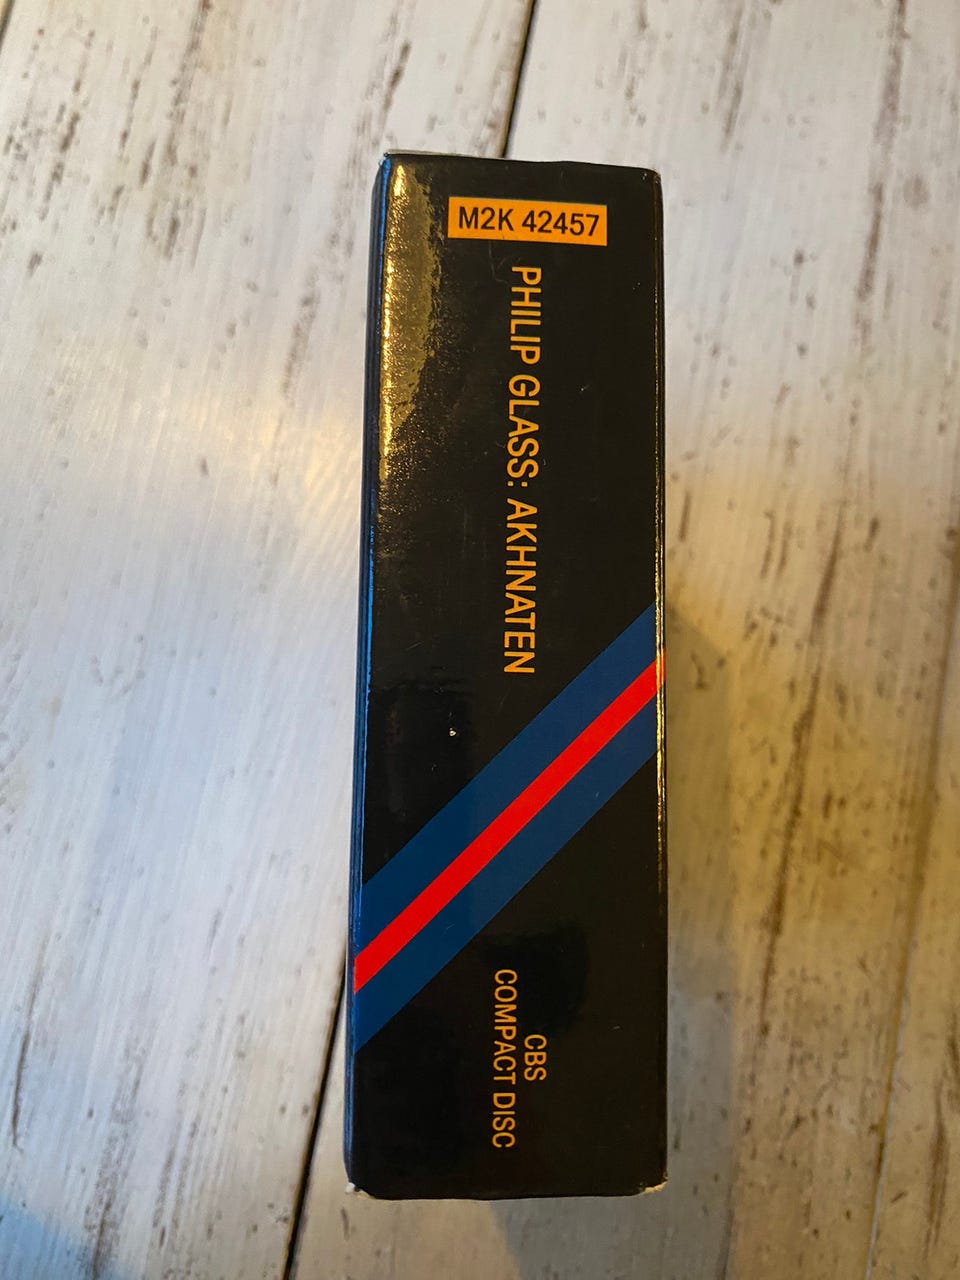 M2K 42457
PHILIP GLASS: AKHNATEN
CBS
COMPACT DISC